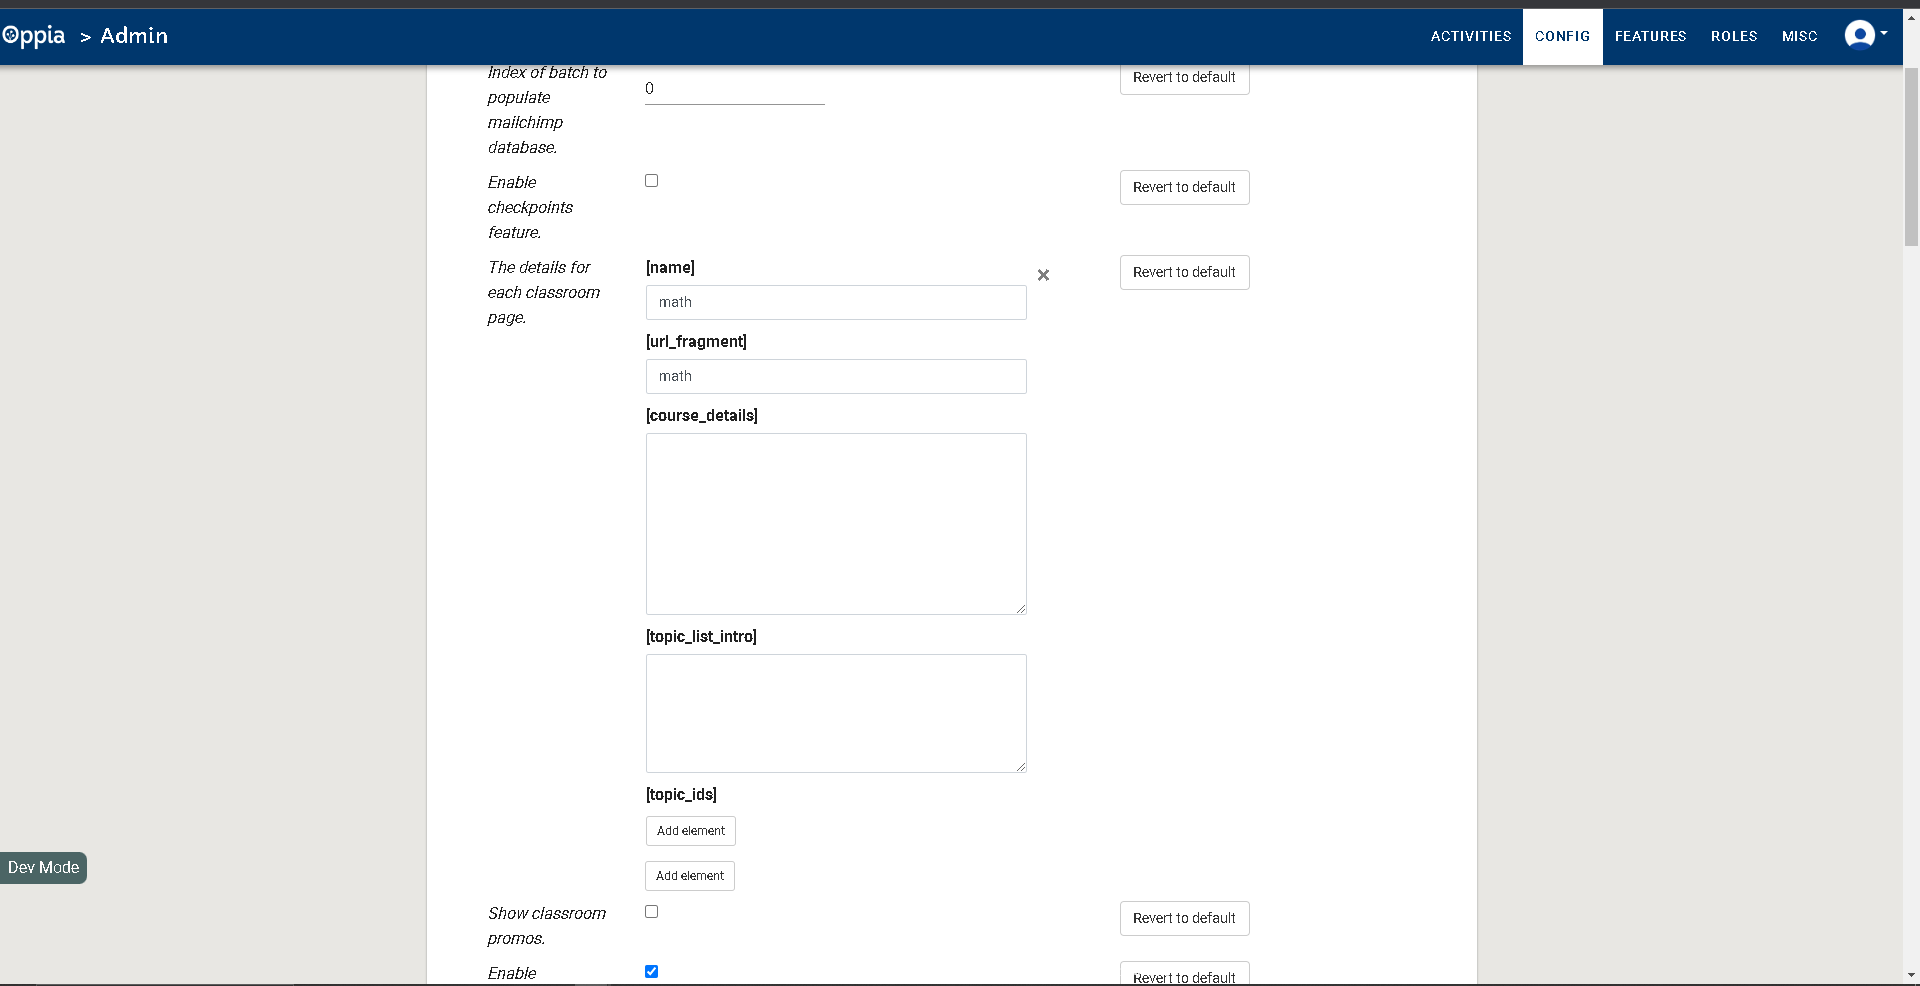 Oppia > Admin
ACTIVITIES CONFIG FEATURES ROLES MISC
Index of batch to
populate
mailchimp
database.
0
Revert to default
Enable
checkpoints
feature.
Revert to default
The details for
each classroom
page.
[name]
math
Revert to default
[url_fragment]
math
[course_details]
[topic_list_intro]
[topic_ids]
Add element
Add element
Dev Mode
Show classroom
promos.
Revert to default
Enable
Revert to default